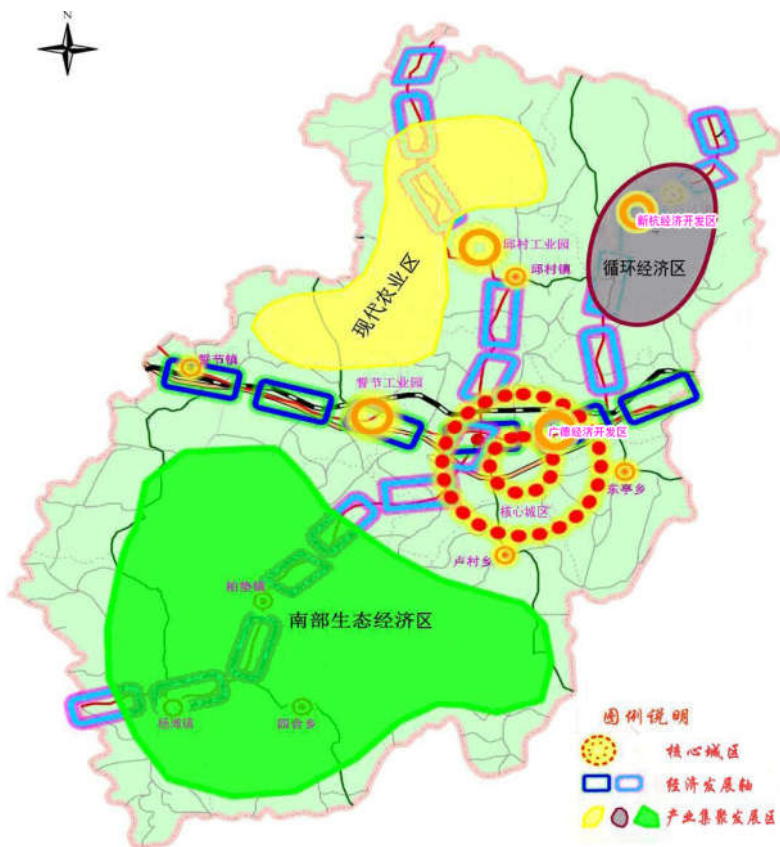 N
新杭经济开发区
邱村工业园
循环经济区
邱村镇
现代农业区
誓节镇
誓节工业园
广德经济开发区
东亭乡
核心城区
卢村乡
柏垫镇
南部生态经济区
杨滩镇
四合乡
图例说明
核心城区
经济发展轴
产业集聚发展区